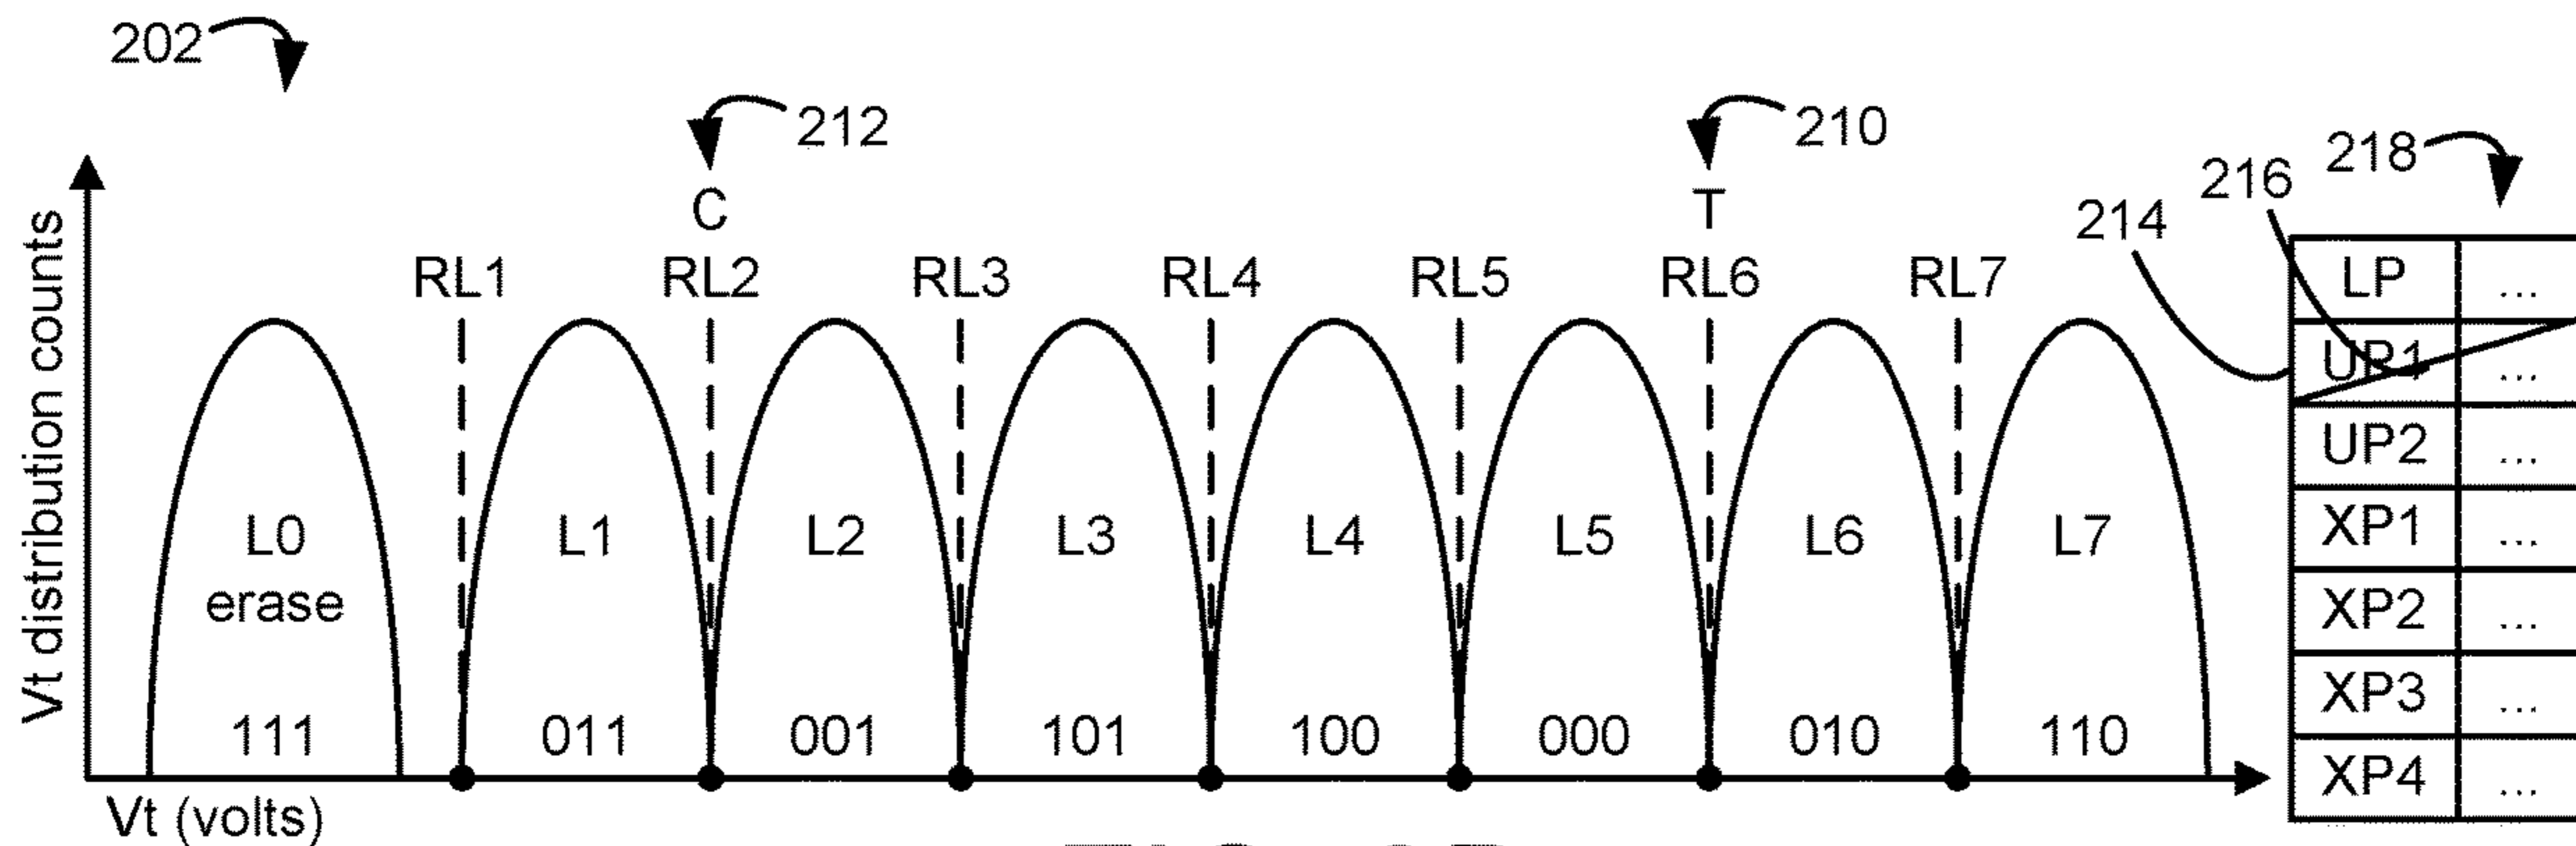 202
212
210
218
216
214
C
T
RL1 RL2 RL3 RL4 RL5 RL6 RL7
Vt distribution counts
L0 L1 L2 L3 L4 L5 L6 L7
erase
111 011 001 101 100 000 010 110
Vt (volts)
LP ...
UP1 ...
UP2 ...
XP1 ...
XP2 ...
XP3 ...
XP4 ...